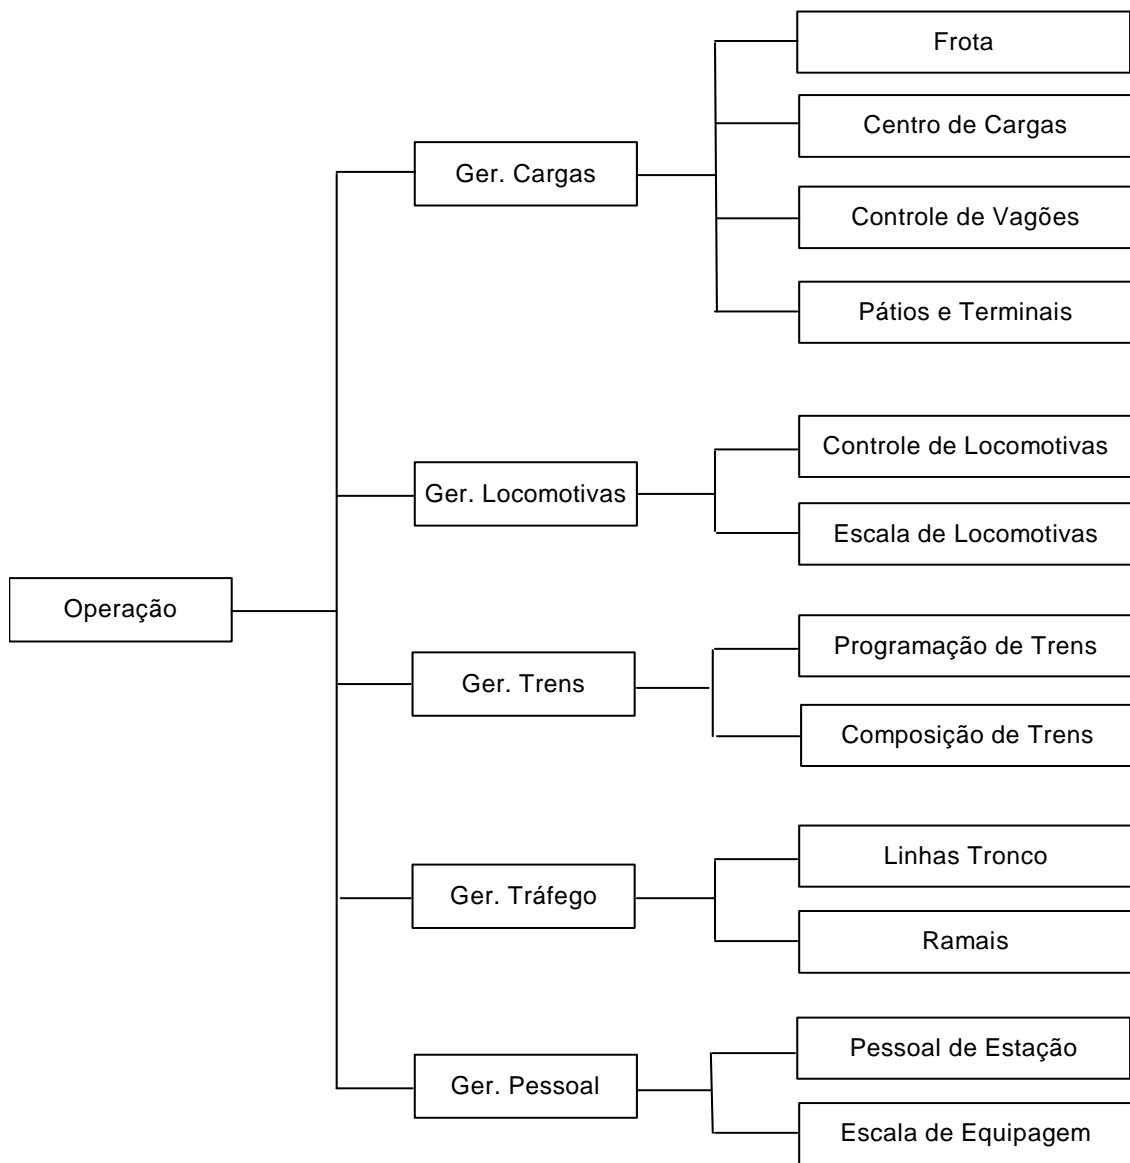 Frota
Centro de Cargas
Ger. Cargas
Controle de Vagões
Pátios e Terminais
Controle de Locomotivas
Ger. Locomotivas
Escala de Locomotivas
Operação
Programação de Trens
Ger. Trens
Composição de Trens
Linhas Tronco
Ger. Tráfego
Ramais
Pessoal de Estação
Ger. Pessoal
Escala de Equipagem